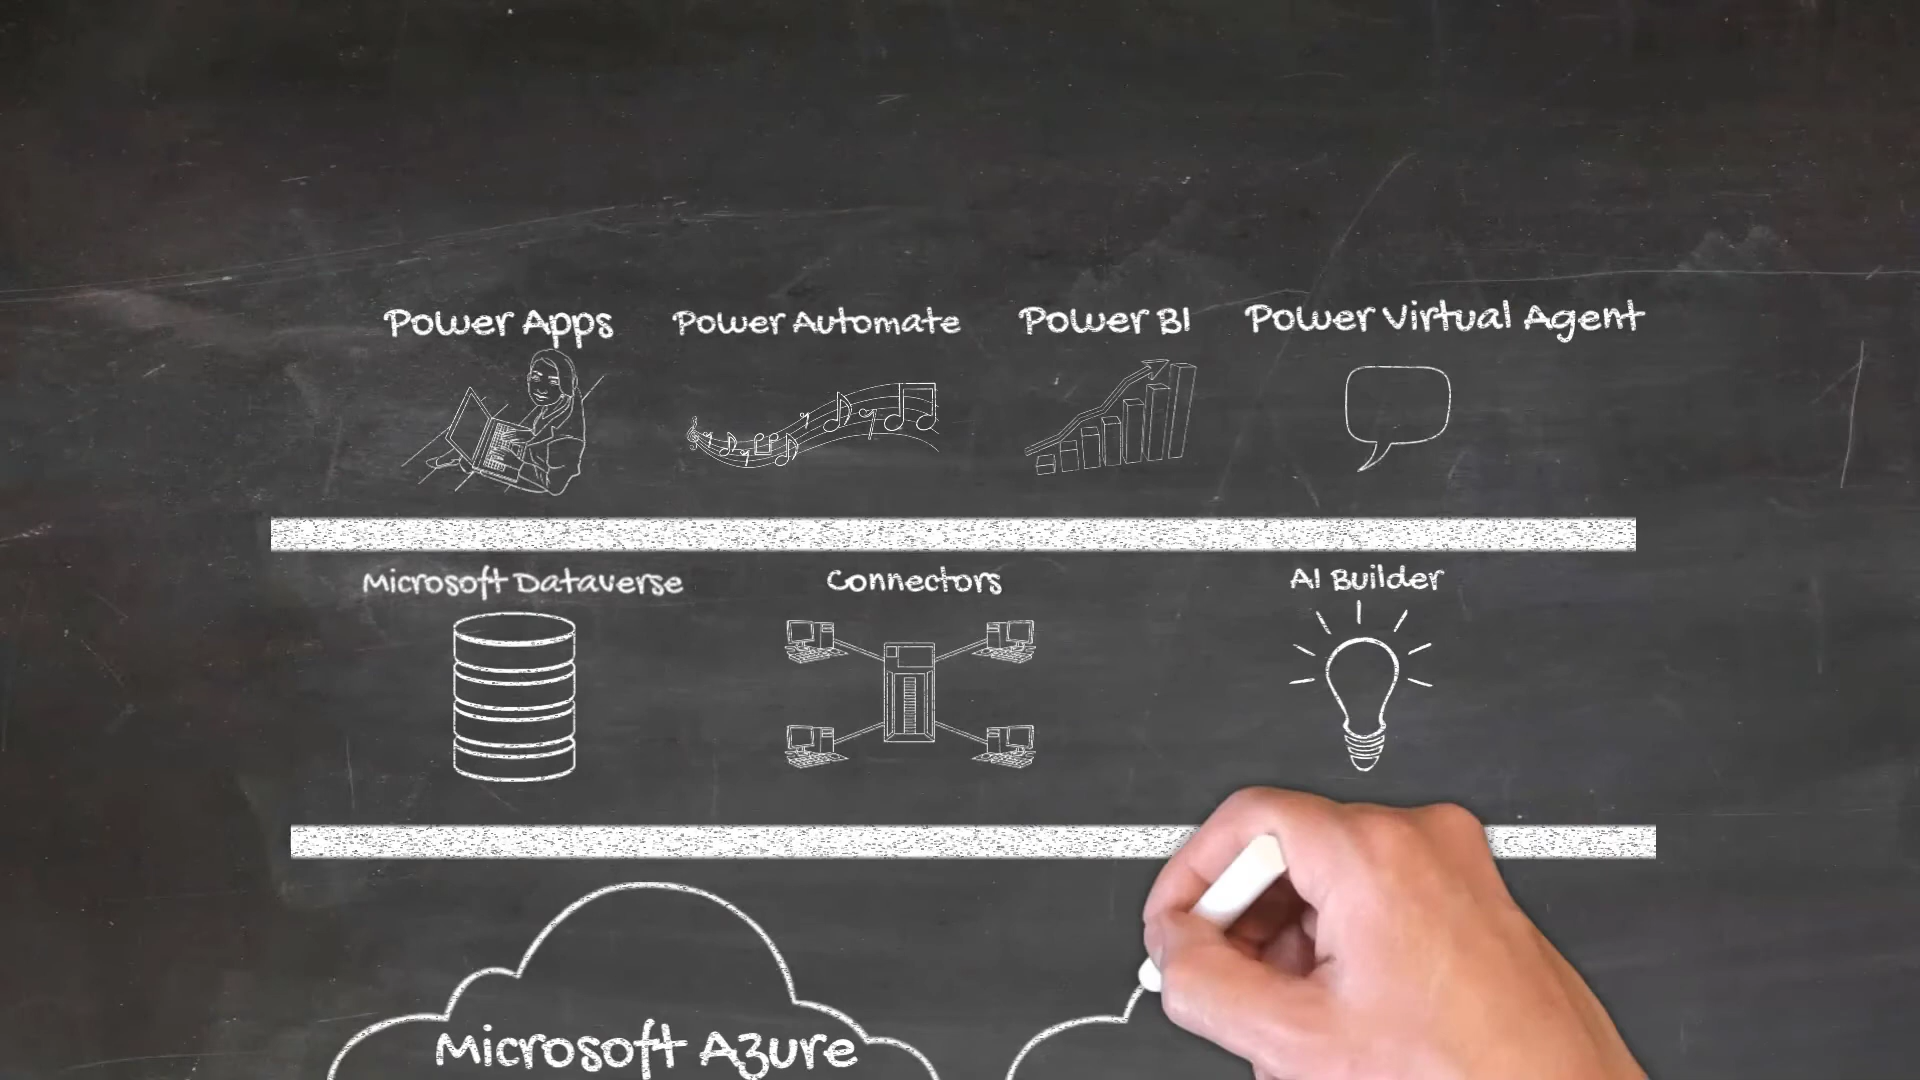 Power Apps
Power Automate
Power BI
Power Virtual Agent
Microsoft Dataverse
Connectors
AI Builder
Microsoft Azure